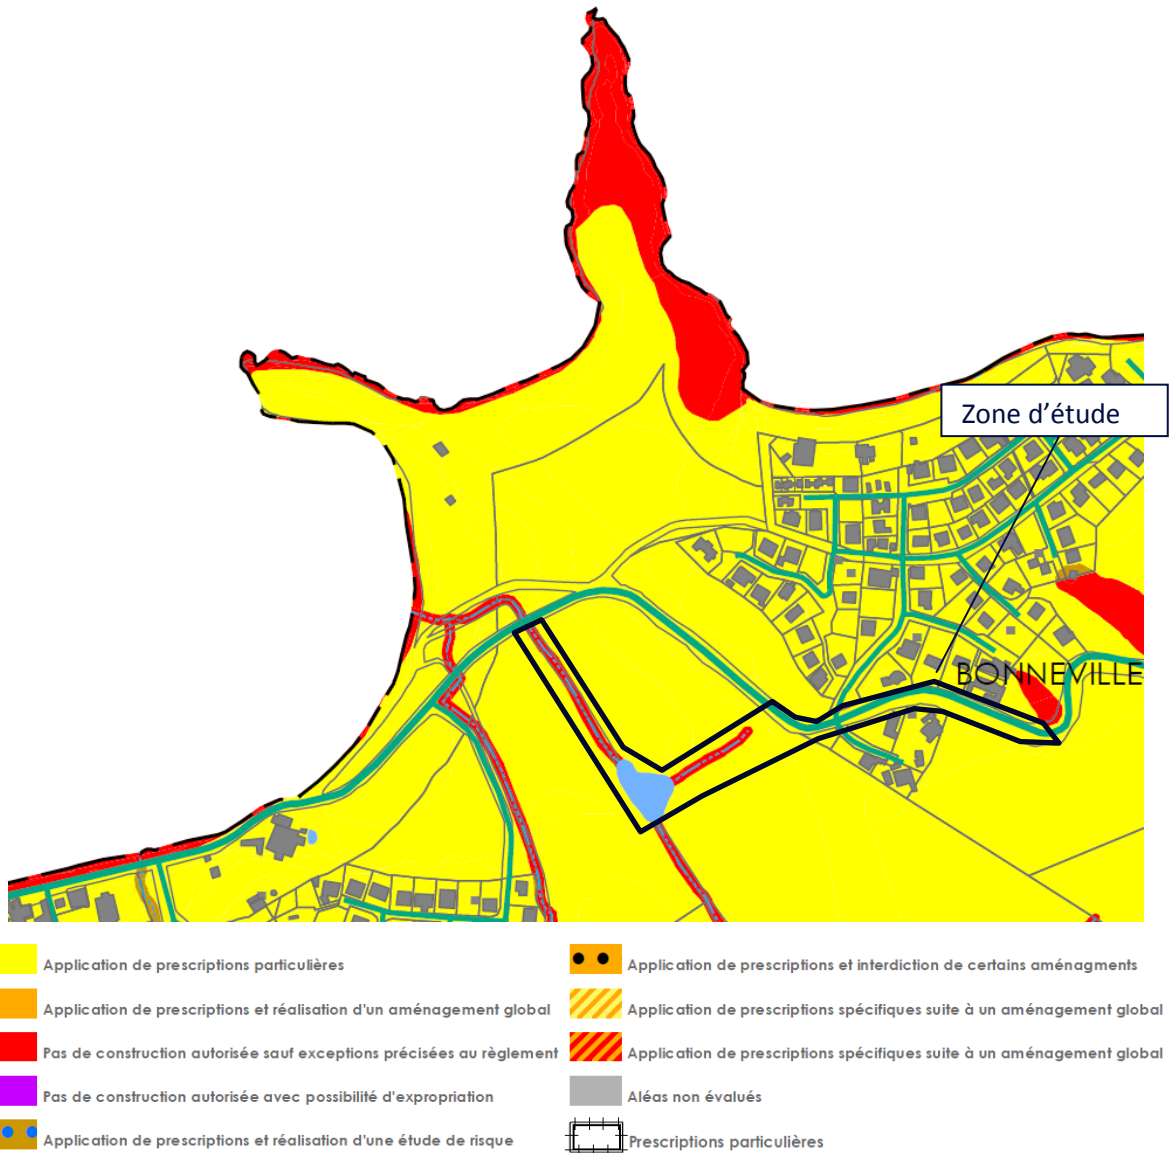 Zone d'étude
BONNEVILLE
Application de prescriptions particulières
Application de prescriptions et réalisation d'un aménagement global
Pas de construction autorisée sauf exceptions précisées au règlement
Pas de construction autorisée avec possibilité d'expropriation
Application de prescriptions et réalisation d'une étude de risque
Application de prescriptions et interdiction de certains aménagments
Application de prescriptions spécifiques suite à un aménagement global
Application de prescriptions spécifiques suite à un aménagement global
Aléas non évalués
Prescriptions particulières